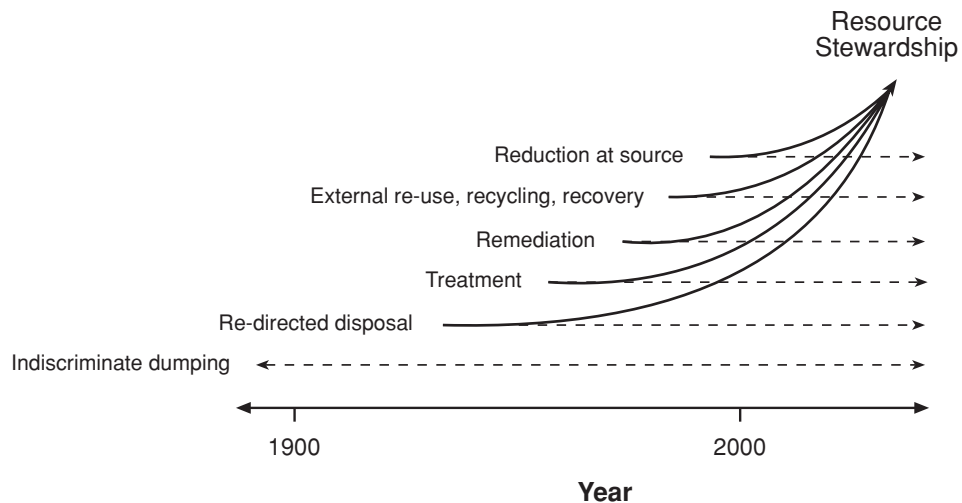 Resource
Stewardship
Reduction at source
External re-use, recycling, recovery
Remediation
Treatment
Re-directed disposal
Indiscriminate dumping
1900 2000
Year